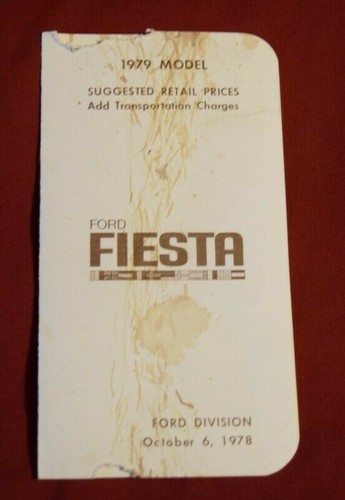 1979 MODEL
SUGGESTED RETAIL PRICES
Add Transportation Charges
FORD
FIESTA
FORD DIVISION
October 6, 1978